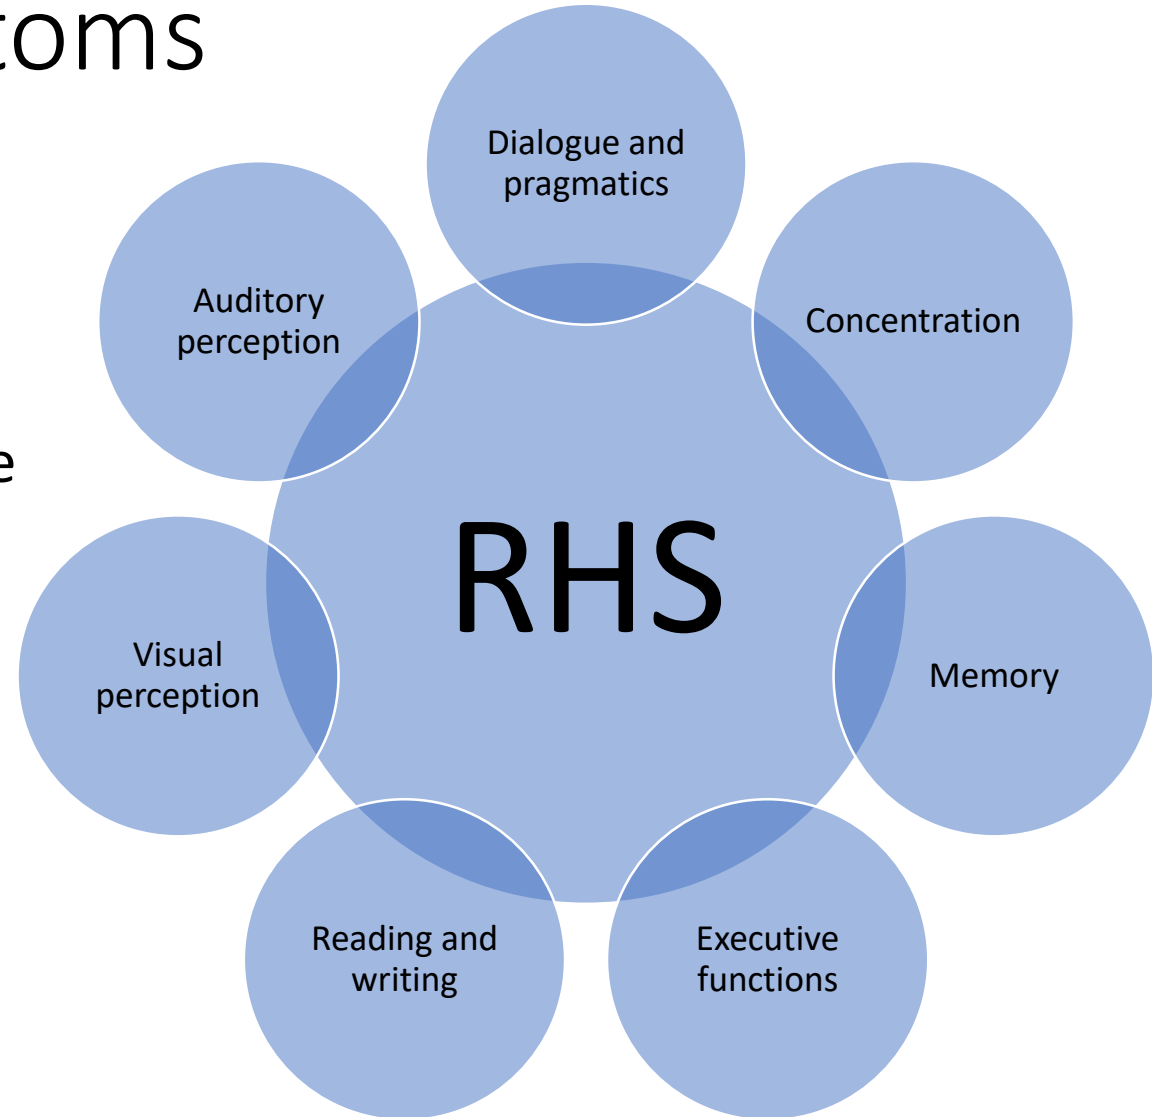 toms
Dialogue and
pragmatics
Auditory
perception
Concentration
e
RHS
Visual
perception
Memory
Reading and
writing
Executive
functions